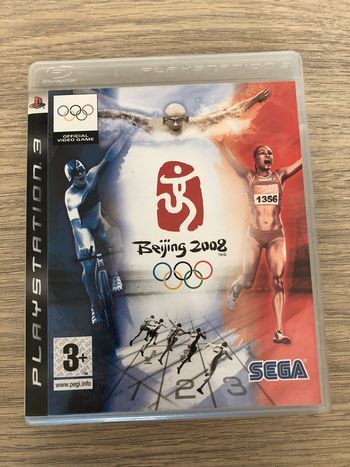 PLAYSTATION 3
Blu-ray Disc
PLAYSTATION 3
OFFICIAL
VIDEO GAME
1356
Beijing 2008
TM©
3+
www.pegi.info
1 2 3
SEGA